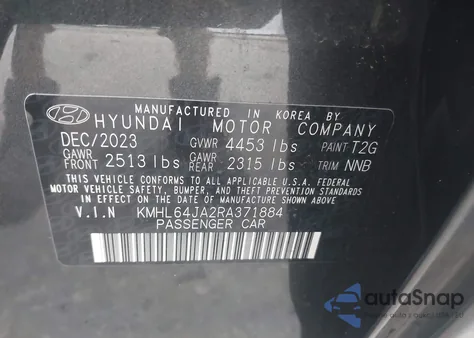 MANUFACTURED IN KOREA BY
HYUNDAI MOTOR COMPANY
DEC/2023 GVWR 4453 lbs PAINT T2G
GAWR FRONT 2513 lbs GAWR REAR 2315 lbs TRIM NNB
THIS VEHICLE CONFORMS TO ALL APPLICABLE U.S.A FEDERAL
MOTOR VEHICLE SAFETY, BUMPER, AND THEFT PREVENTION STANDARDS
IN EFFECT ON THE DATE OF MANUFACTURE SHOWN ABOVE.
V.I.N KMHL64JA2RA371884
PASSENGER CAR
autoSnap